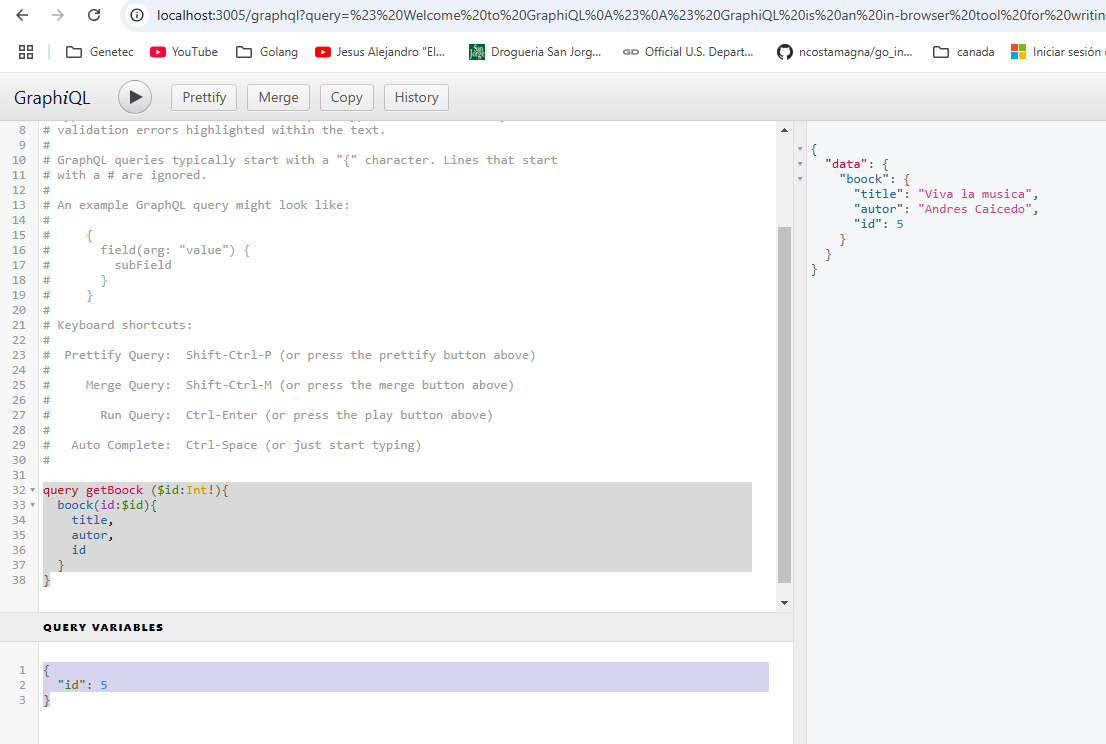 localhost:3005/graphql?query=%23%20Welcome%20to%20GraphiQL%0A%23%0A%23%20GraphiQL%20is%20an%20in-browser%20tool%20for%20writin
Genetec YouTube Golang Jesus Alejandro "El... Drogueria San Jorg... Official U.S. Depart... ncostamagna/go_in... canada Iniciar sesión
GraphiQL Prettify Merge Copy History
8 # validation errors highlighted within the text.
9 #
10 # GraphQL queries typically start with a "{" character. Lines that start
11 # with a # are ignored.
12 #
13 # An example GraphQL query might look like:
14 #
15 #     {
16 #       field(arg: "value") {
17 #         subField
18 #       }
19 #     }
20 #
21 # Keyboard shortcuts:
22 #
23 #  Prettify Query:  Shift-Ctrl-P (or press the prettify button above)
24 #
25 #     Merge Query:  Shift-Ctrl-M (or press the merge button above)
26 #
27 #       Run Query:  Ctrl-Enter (or press the play button above)
28 #
29 #   Auto Complete:  Ctrl-Space (or just start typing)
30 #
31
32 query getBoock ($id:Int!){
33   boock(id:$id){
34     title,
35     autor,
36     id
37   }
38 }
QUERY VARIABLES
1 {
2   "id": 5
3 }
{
  "data": {
    "boock": {
      "title": "Viva la musica",
      "autor": "Andres Caicedo",
      "id": 5
    }
  }
}